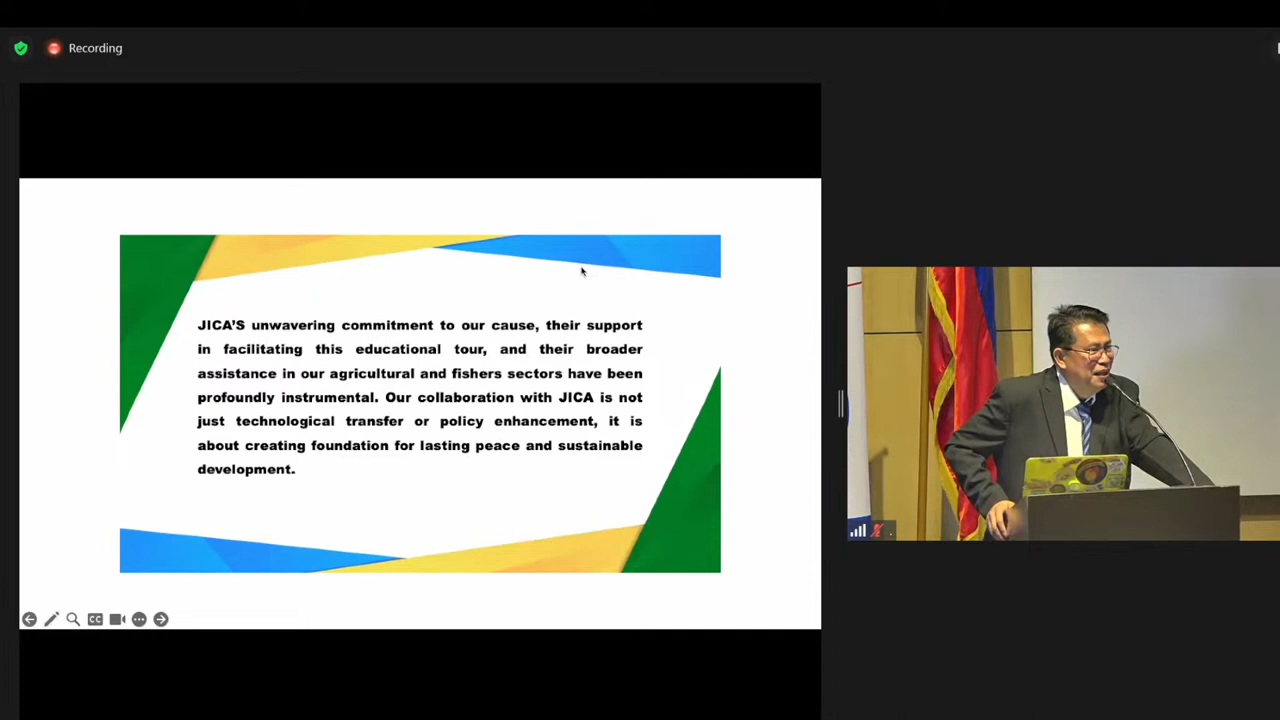 Recording
JICA'S unwavering commitment to our cause, their support
in facilitating this educational tour, and their broader
assistance in our agricultural and fishers sectors have been
profoundly instrumental. Our collaboration with JICA is not
just technological transfer or policy enhancement, it is
about creating foundation for lasting peace and sustainable
development.
CC